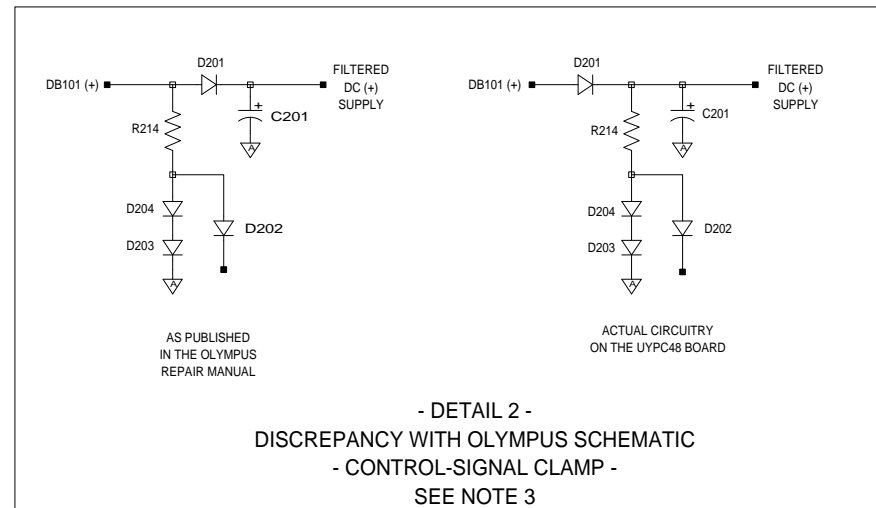 D201
DB101 (+)
FILTERED
DC (+)
SUPPLY
+
C201
R214
A
D204
D202
D203
A
AS PUBLISHED
IN THE OLYMPUS
REPAIR MANUAL
D201
DB101 (+)
FILTERED
DC (+)
SUPPLY
+
C201
R214
A
D204
D202
D203
A
ACTUAL CIRCUITRY
ON THE UYPC48 BOARD
- DETAIL 2 -
DISCREPANCY WITH OLYMPUS SCHEMATIC
- CONTROL-SIGNAL CLAMP -
SEE NOTE 3